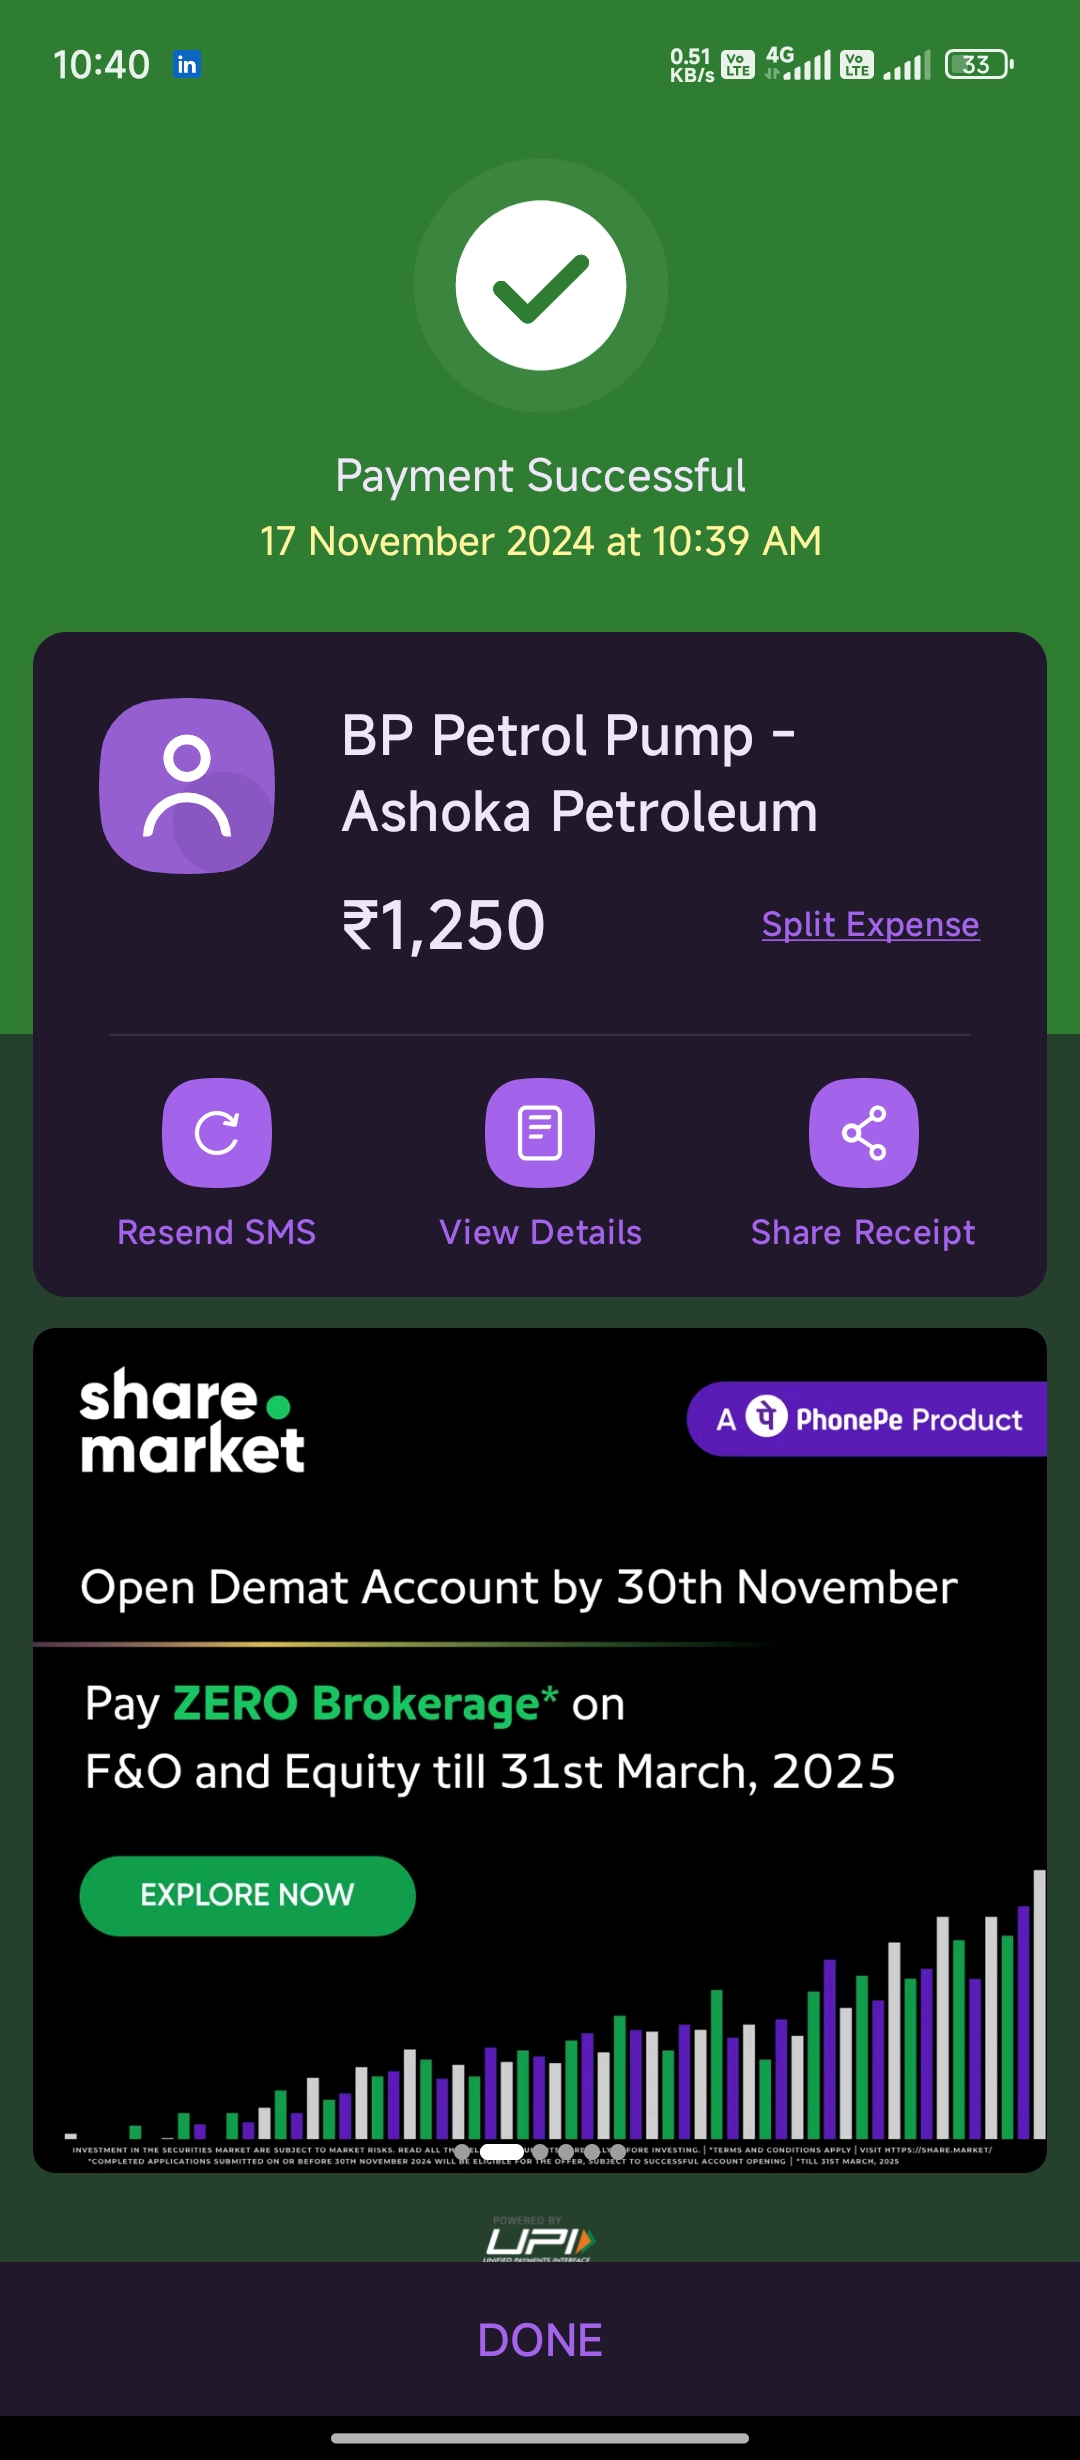 10:40 in 0.51 KB/s Vo LTE 4G Vo LTE 33
Payment Successful
17 November 2024 at 10:39 AM
BP Petrol Pump -
Ashoka Petroleum
₹1,250
Split Expense
Resend SMS View Details Share Receipt
share.
market
A पे PhonePe Product
Open Demat Account by 30th November
Pay ZERO Brokerage* on
F&O and Equity till 31st March, 2025
EXPLORE NOW
INVESTMENT IN THE SECURITIES MARKET ARE SUBJECT TO MARKET RISKS. READ ALL INVESTING. | *TERMS AND CONDITIONS APPLY | VISIT HTTPS://SHARE.MARKET/
*COMPLETED APPLICATIONS SUBMITTED ON OR BEFORE 30TH NOVEMBER 2024 WILL BE ELIGIBLE FOR THE OFFER, SUBJECT TO SUCCESSFUL ACCOUNT OPENING | *TILL 31ST MARCH, 2025
POWERED BY
UPI
UNIFIED PAYMENTS INTERFACE
DONE